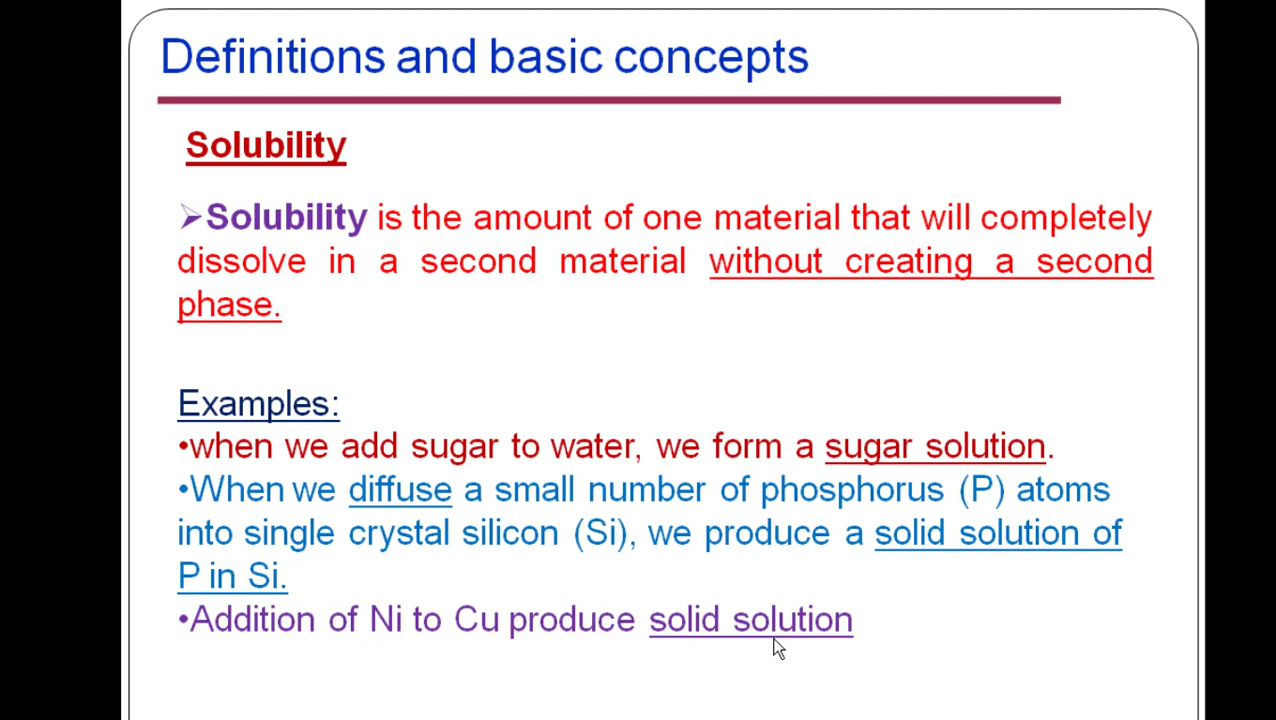 Definitions and basic concepts
Solubility
➢Solubility is the amount of one material that will completely
dissolve in a second material without creating a second
phase.
Examples:
•when we add sugar to water, we form a sugar solution.
•When we diffuse a small number of phosphorus (P) atoms
into single crystal silicon (Si), we produce a solid solution of
P in Si.
•Addition of Ni to Cu produce solid solution